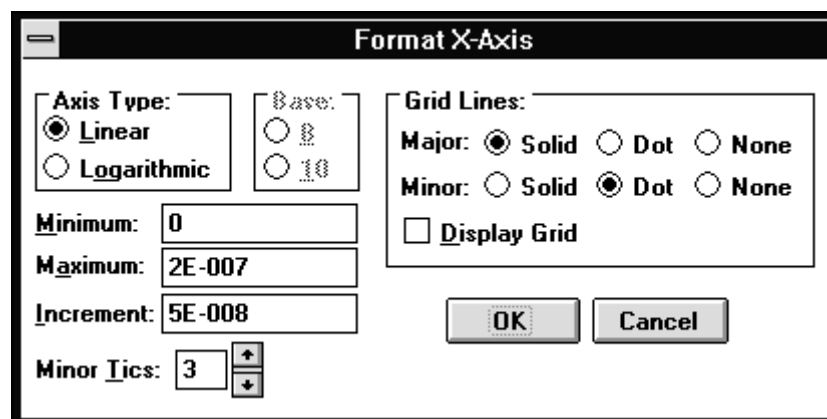 Format X-Axis
Axis Type:
Linear
Logarithmic
Base:
8
10
Grid Lines:
Major: Solid Dot None
Minor: Solid Dot None
Display Grid
Minimum: 0
Maximum: 2E-007
Increment: 5E-008
Minor Tics: 3
OK Cancel